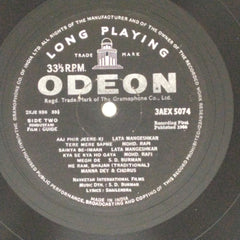 LONG PLAYING
TRADE MARK
33⅓ R.P.M.
ODEON
Regd. Trade Mark of The Gramophone Co., Ltd.
3AEX 5074
SIDE TWO
HINDUSTANI
FILM : GUIDE
Recording First
Published 1966
AAJ PHIR JEENE-KI LATA MANGESHKAR
TERE MERE SAPNE MOHD. RAFI
SAINYA BE-IMAAN LATA MANGESHKAR
KYA SE KYA HO GAYA MOHD. RAFI
MEGH DE S. D. BURMAN
HE RAM, BHAJAN (TRADITIONAL)
MANNA DEY & CHORUS
NAVKETAN INTERNATIONAL FILMS
MUSIC DIR. : S. D. BURMAN
LYRICS : SHAILENDRA
MADE IN INDIA